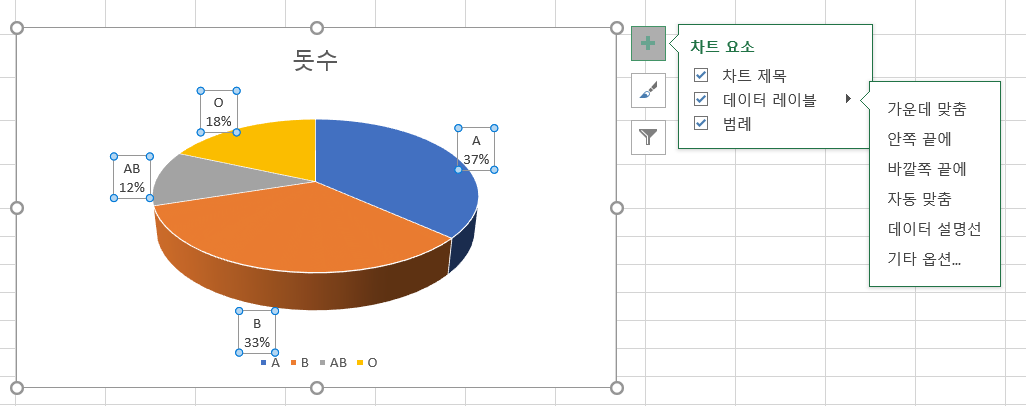 돗수
O
18%
A
37%
AB
12%
B
33%
A B AB O
차트 요소
차트 제목
데이터 레이블
범례
가운데 맞춤
안쪽 끝에
바깥쪽 끝에
자동 맞춤
데이터 설명선
기타 옵션...